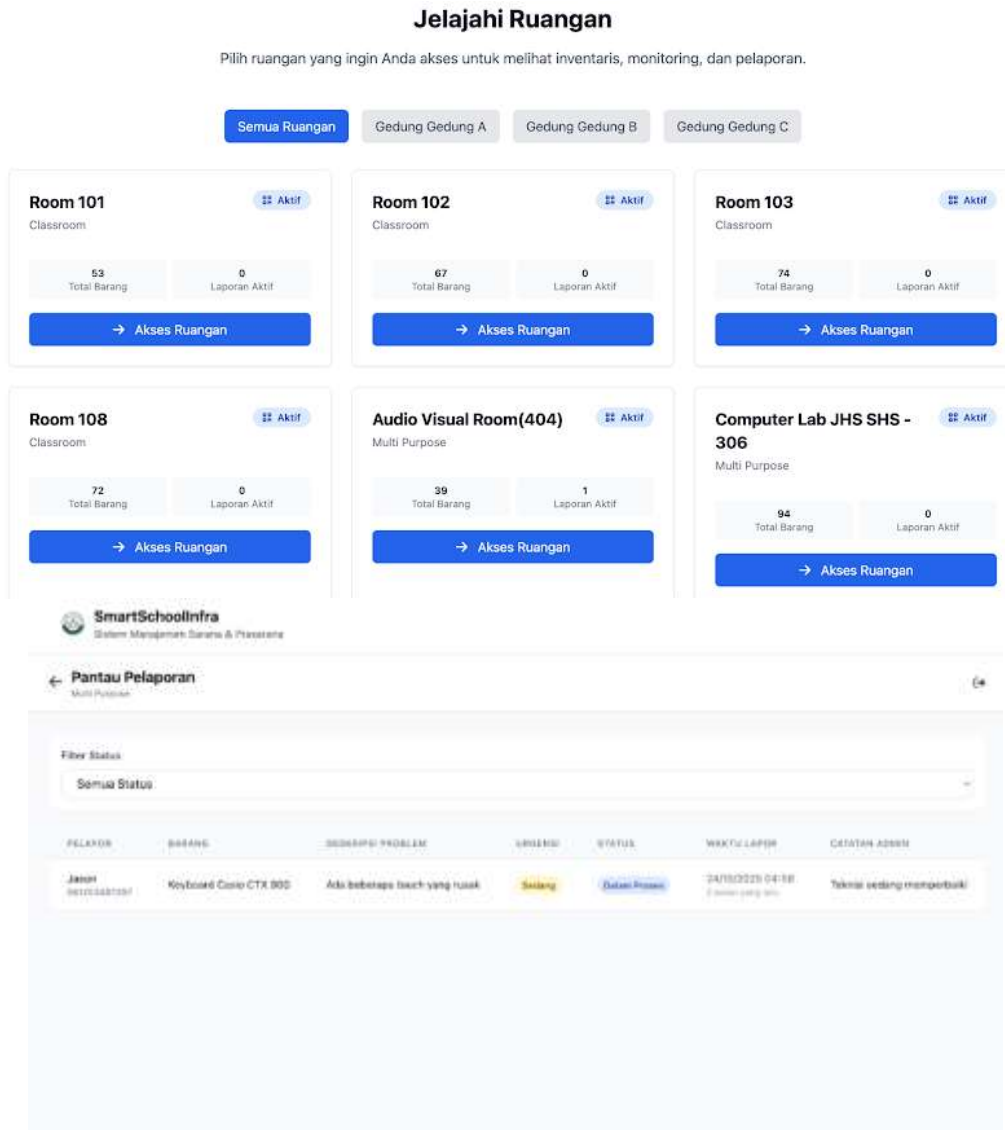 Jelajahi Ruangan
Pilih ruangan yang ingin Anda akses untuk melihat inventaris, monitoring, dan pelaporan.
Semua Ruangan Gedung Gedung A Gedung Gedung B Gedung Gedung C
Room 101 Aktif
Classroom
53 0
Total Barang Laporan Aktif
→ Akses Ruangan
Room 102 Aktif
Classroom
67 0
Total Barang Laporan Aktif
→ Akses Ruangan
Room 103 Aktif
Classroom
74 0
Total Barang Laporan Aktif
→ Akses Ruangan
Room 108 Aktif
Classroom
72 0
Total Barang Laporan Aktif
→ Akses Ruangan
Audio Visual Room(404) Aktif
Multi Purpose
39 1
Total Barang Laporan Aktif
→ Akses Ruangan
Computer Lab JHS SHS - Aktif
306
Multi Purpose
94 0
Total Barang Laporan Aktif
→ Akses Ruangan
SmartSchoolInfra
Sistem Manajemen Sarana & Prasarana
← Pantau Pelaporan
Multi Purpose
Filter Status
Semua Status
PELAPOR BARANG DESKRIPSI PROBLEM URGENSI STATUS WAKTU LAPOR CATATAN ADMIN
Jason Keyboard Casio CTX Ada beberapa touch yang rusak Sedang Dalam Proses Teknisi sedang memperbaiki